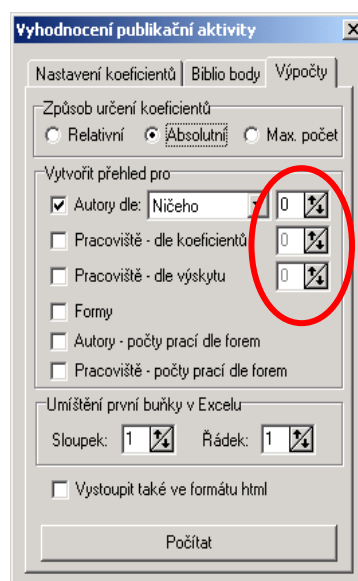 Vyhodnocení publikační aktivity
Nastavení koeficientů Biblio body Výpočty
Způsob určení koeficientů
Relativní Absolutní Max. počet
Vytvořit přehled pro
Autory dle: Ničeho 0
Pracoviště - dle koeficientů 0
Pracoviště - dle výskytu 0
Formy
Autory - počty prací dle forem
Pracoviště - počty prací dle forem
Umíštění první buňky v Excelu
Sloupek: 1 Řádek: 1
Vystoupit také ve formátu html
Počítat